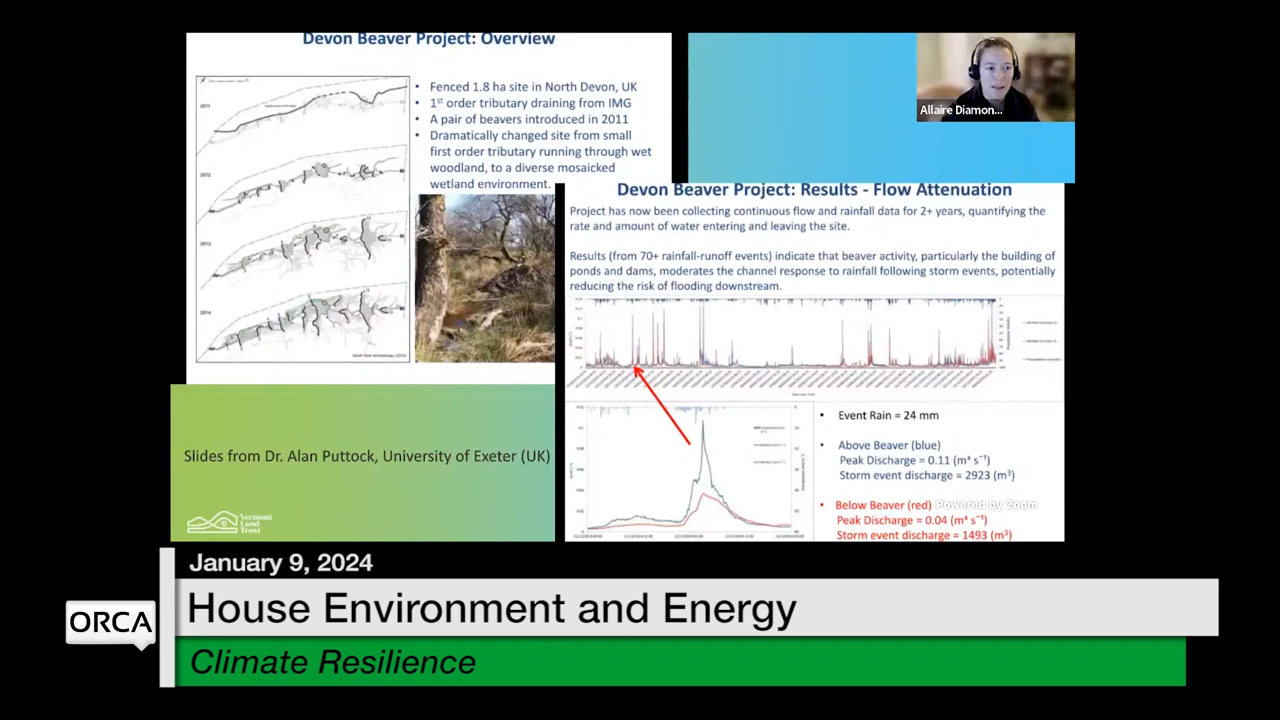 Devon Beaver Project: Overview
• Fenced 1.8 ha site in North Devon, UK
• 1st order tributary draining from IMG
• A pair of beavers introduced in 2011
• Dramatically changed site from small
first order tributary running through wet
woodland, to a diverse mosaicked
wetland environment.
2011
2012
2013
2014
Allaire Diamon...
Devon Beaver Project: Results - Flow Attenuation
Project has now been collecting continuous flow and rainfall data for 2+ years, quantifying the
rate and amount of water entering and leaving the site.
Results (from 70+ rainfall-runoff events) indicate that beaver activity, particularly the building of
ponds and dams, moderates the channel response to rainfall following storm events, potentially
reducing the risk of flooding downstream.
• Event Rain = 24 mm
• Above Beaver (blue)
Peak Discharge = 0.11 (m³ s⁻¹)
Storm event discharge = 2923 (m³)
• Below Beaver (red)
Peak Discharge = 0.04 (m³ s⁻¹)
Storm event discharge = 1493 (m³)
Powered by Zoom
Slides from Dr. Alan Puttock, University of Exeter (UK)
Vermont
Land
Trust
January 9, 2024
ORCA
House Environment and Energy
Climate Resilience